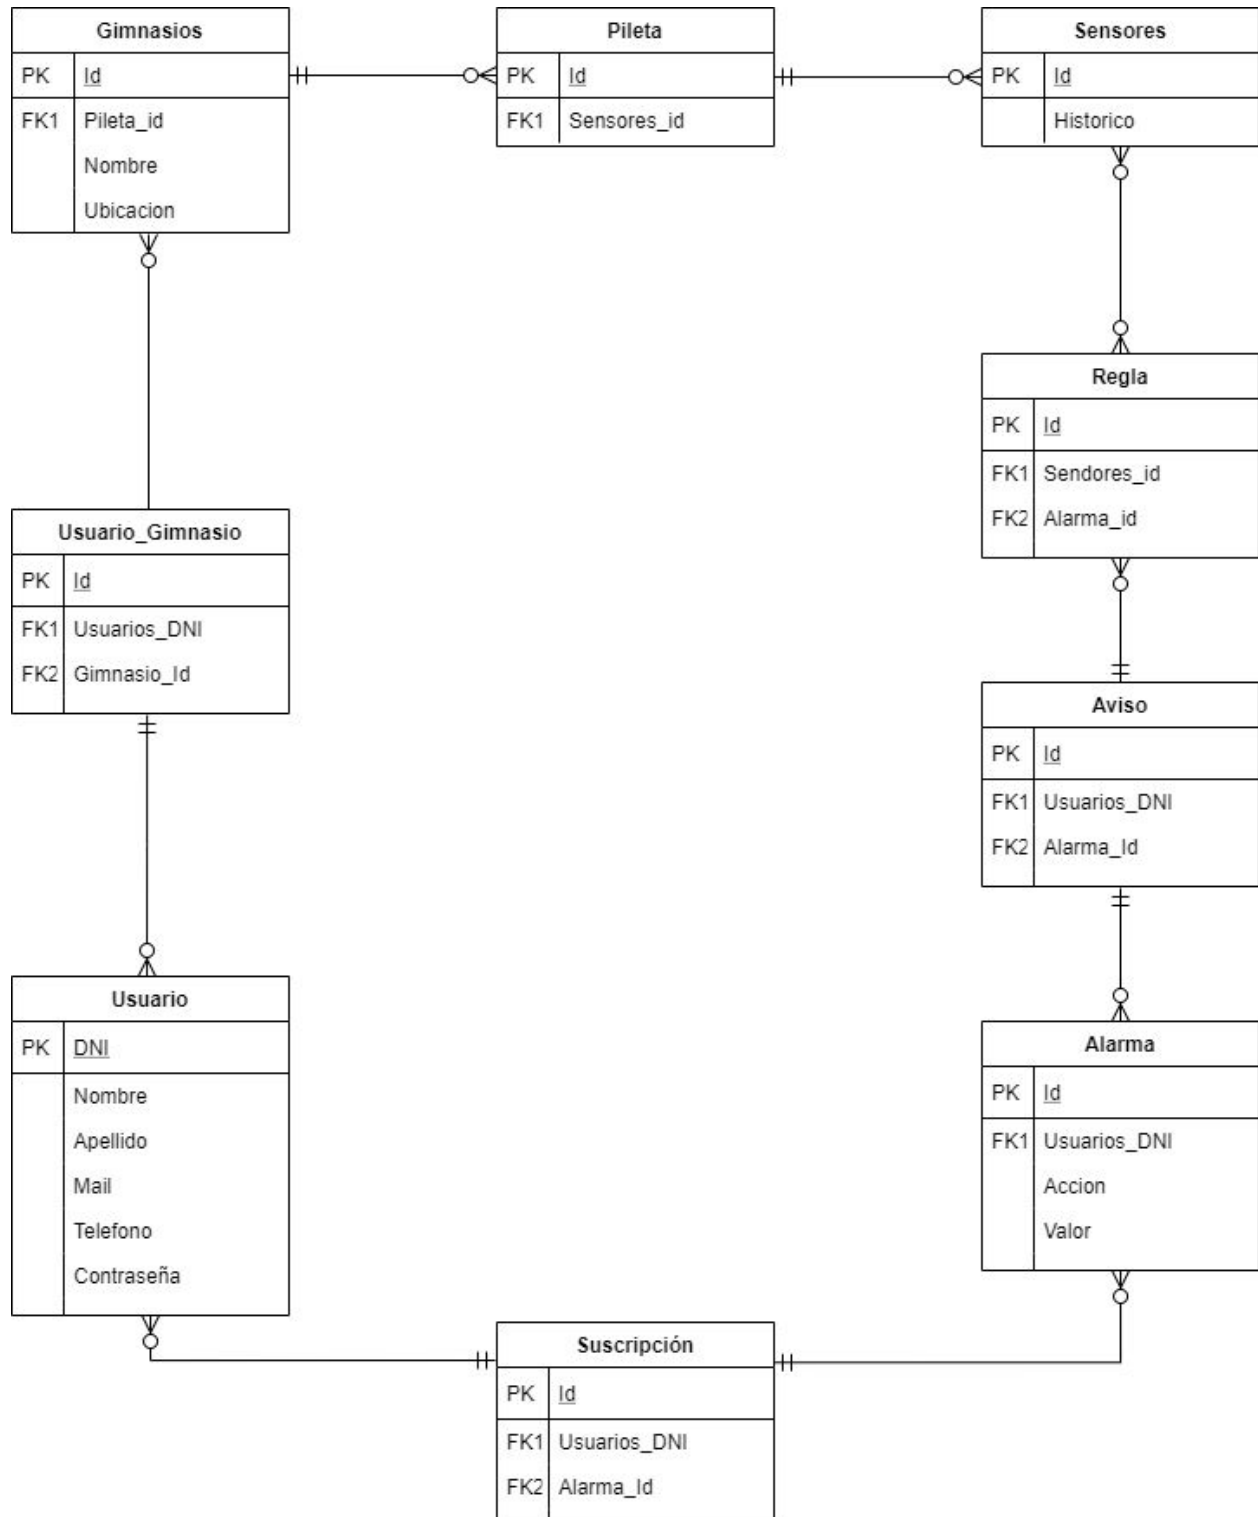 Gimnasios
PK Id
FK1 Pileta_id
Nombre
Ubicacion
Pileta
PK Id
FK1 Sensores_id
Sensores
PK Id
Historico
Regla
PK Id
FK1 Sendores_id
FK2 Alarma_id
Usuario_Gimnasio
PK Id
FK1 Usuarios_DNI
FK2 Gimnasio_Id
Aviso
PK Id
FK1 Usuarios_DNI
FK2 Alarma_Id
Usuario
PK DNI
Nombre
Apellido
Mail
Telefono
Contraseña
Alarma
PK Id
FK1 Usuarios_DNI
Accion
Valor
Suscripción
PK Id
FK1 Usuarios_DNI
FK2 Alarma_Id